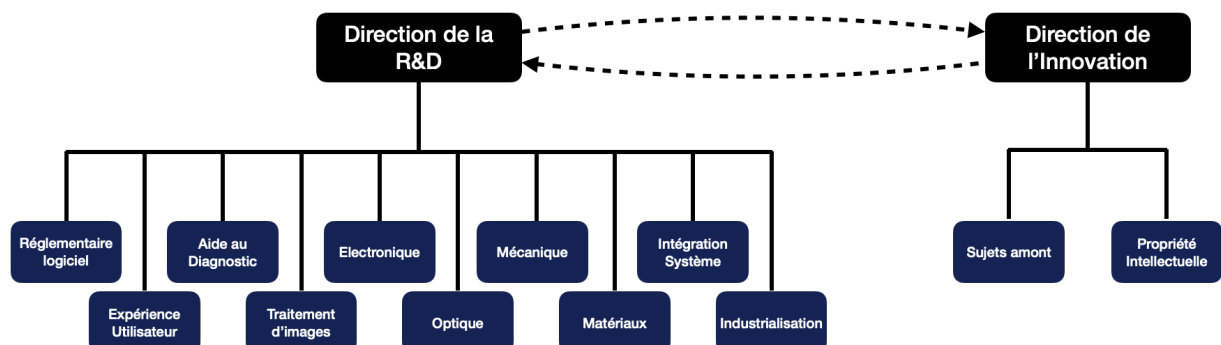 Direction de la
R&D
Direction de
l'Innovation
Réglementaire
logiciel
Aide au
Diagnostic
Electronique
Mécanique
Intégration
Système
Sujets amont
Propriété
Intellectuelle
Expérience
Utilisateur
Traitement
d'images
Optique
Matériaux
Industrialisation